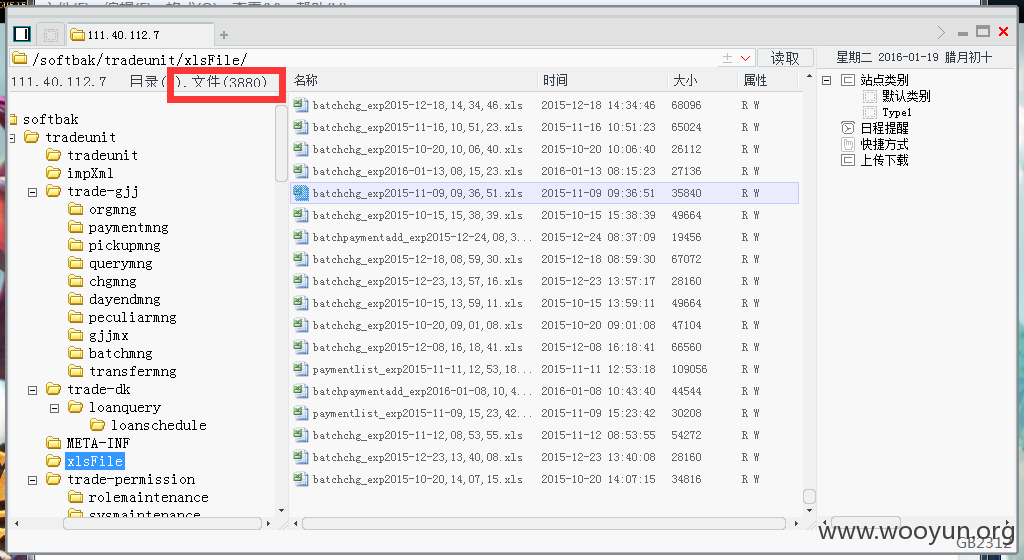 111.40.112.7
/softbak/tradeunit/xlsFile/
读取
星期二 2016-01-19 腊月初十
111.40.112.7
文件(3880)
名称 时间 大小 属性
softbak
tradeunit
tradeunit
impXml
trade-gjj
orgmng
paymentmng
pickupmng
querymng
chgmng
dayendmng
peculiarmng
gjjmx
batchmng
transfermng
trade-dk
loanquery
loanschedule
META-INF
xlsFile
trade-permission
rolemaintenance
sysmaintenance
batchchg_exp2015-12-18,14,34,46.xls 2015-12-18 14:34:46 68096 R W
batchchg_exp2015-11-16,10,51,23.xls 2015-11-16 10:51:23 65024 R W
batchchg_exp2015-10-20,10,06,40.xls 2015-10-20 10:06:40 26112 R W
batchchg_exp2016-01-13,08,15,23.xls 2016-01-13 08:15:23 27136 R W
batchchg_exp2015-11-09,09,36,51.xls 2015-11-09 09:36:51 35840 R W
batchchg_exp2015-10-15,15,38,39.xls 2015-10-15 15:38:39 49664 R W
batchpaymentadd_exp2015-12-24,08,3... 2015-12-24 08:37:09 19456 R W
batchchg_exp2015-12-18,08,59,30.xls 2015-12-18 08:59:30 67072 R W
batchchg_exp2015-12-23,13,57,16.xls 2015-12-23 13:57:17 28160 R W
batchchg_exp2015-10-15,13,59,11.xls 2015-10-15 13:59:11 49664 R W
batchchg_exp2015-10-20,09,01,08.xls 2015-10-20 09:01:08 47104 R W
batchchg_exp2015-12-08,16,18,41.xls 2015-12-08 16:18:41 66560 R W
paymentlist_exp2015-11-11,12,53,18... 2015-11-11 12:53:18 109056 R W
batchpaymentadd_exp2016-01-08,10,4... 2016-01-08 10:43:40 44544 R W
paymentlist_exp2015-11-09,15,23,42... 2015-11-09 15:23:42 30208 R W
batchchg_exp2015-11-12,08,53,55.xls 2015-11-12 08:53:55 54272 R W
batchchg_exp2015-12-23,13,40,08.xls 2015-12-23 13:40:08 28160 R W
batchchg_exp2015-10-20,14,07,15.xls 2015-10-20 14:07:15 34816 R W
站点类别
默认类别
Type1
日程提醒
快捷方式
上传下载
www.wooyun.org
GB2312